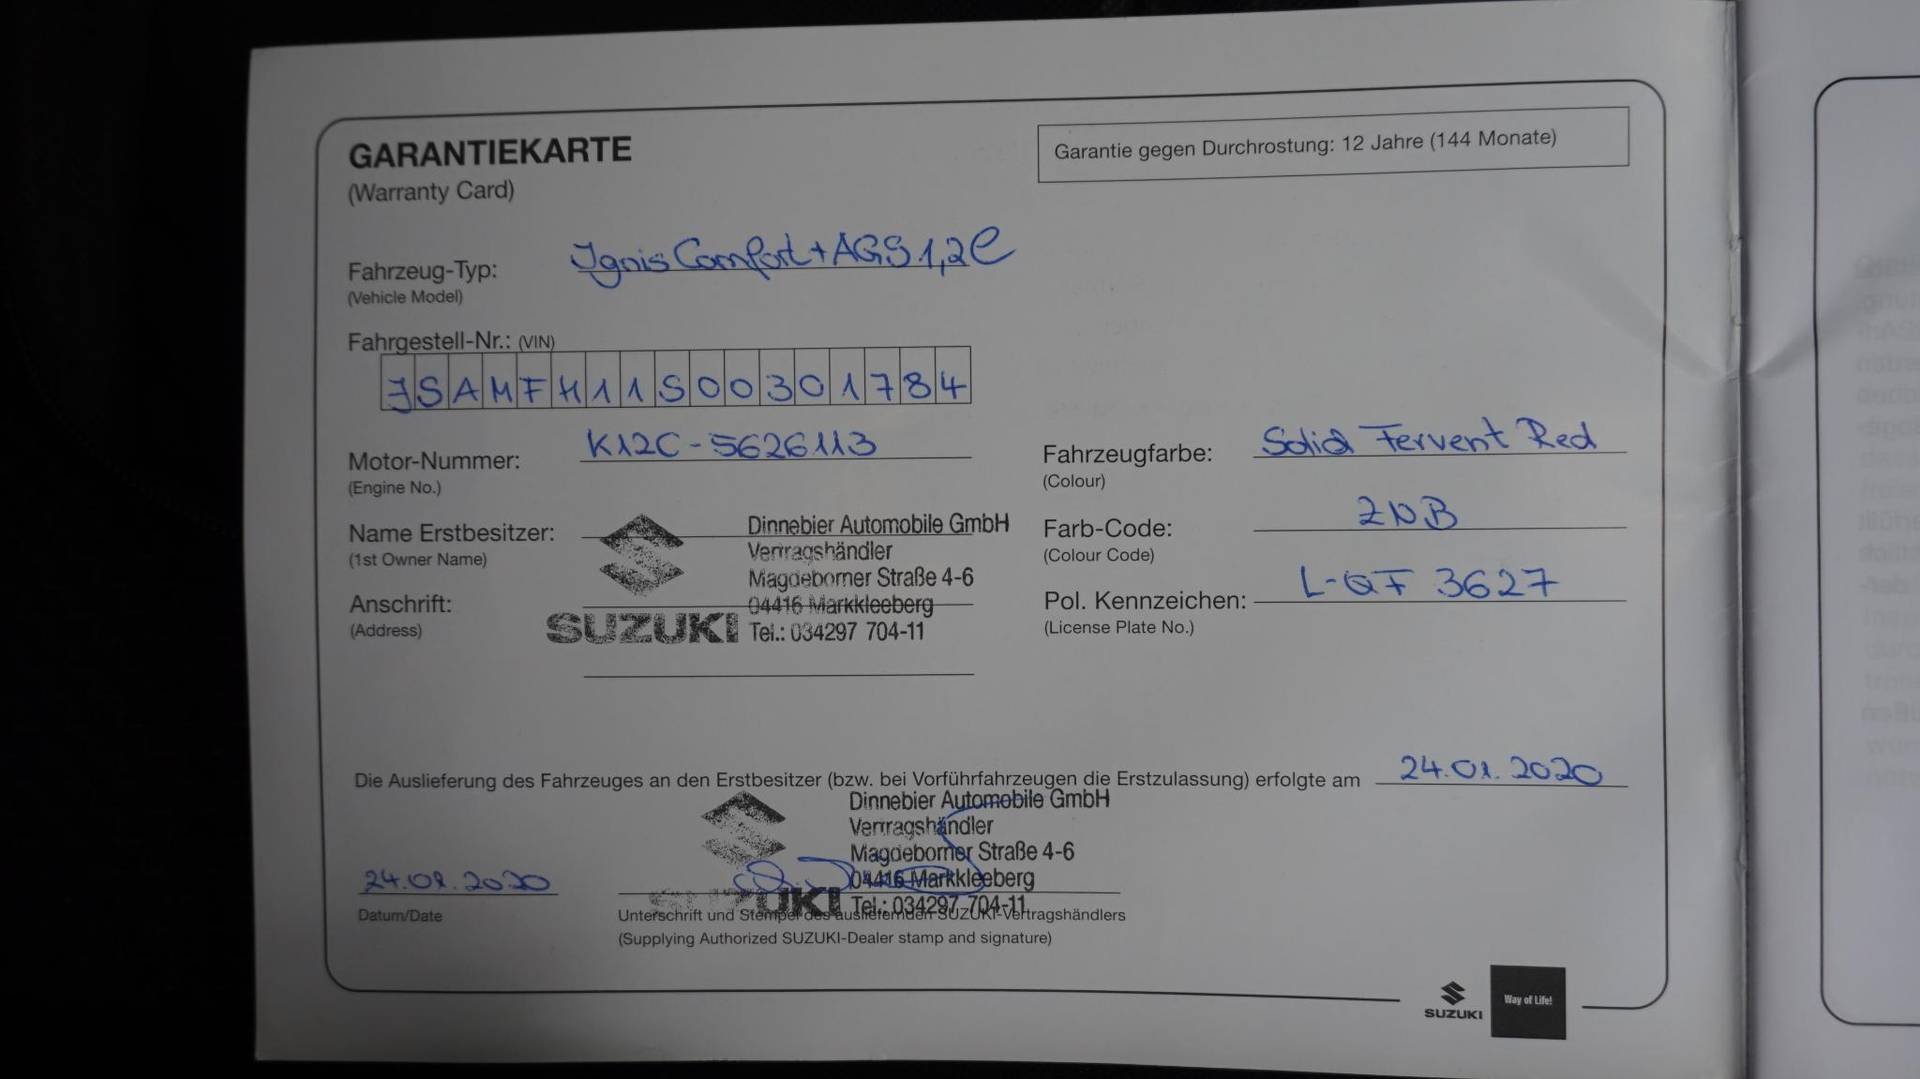 GARANTIEKARTE
(Warranty Card)
Garantie gegen Durchrostung: 12 Jahre (144 Monate)
Fahrzeug-Typ: Ignis Comfort+ AGS 1,2l
(Vehicle Model)
Fahrgestell-Nr.: (VIN)
JSAMFH11S00301784
Motor-Nummer: K12C-5626113
(Engine No.)
Fahrzeugfarbe: Solid Fervent Red
(Colour)
Name Erstbesitzer:
(1st Owner Name)
Farb-Code: ZNB
(Colour Code)
Anschrift:
(Address)
Dinnebier Automobile GmbH
Vertragshändler
Magdeborner Straße 4-6
04416 Markkleeberg
SUZUKI Tel.: 034297 704-11
Pol. Kennzeichen: L-QF 3627
(License Plate No.)
Die Auslieferung des Fahrzeuges an den Erstbesitzer (bzw. bei Vorführfahrzeugen die Erstzulassung) erfolgte am 24.01.2020
Dinnebier Automobile GmbH
Vertragshändler
Magdeborner Straße 4-6
04416 Markkleeberg
SUZUKI Tel.: 034297 704-11
24.01.2020
Datum/Date
Unterschrift und Stempel des ausliefernden SUZUKI-Vertragshändlers
(Supplying Authorized SUZUKI-Dealer stamp and signature)
SUZUKI
Way of Life!